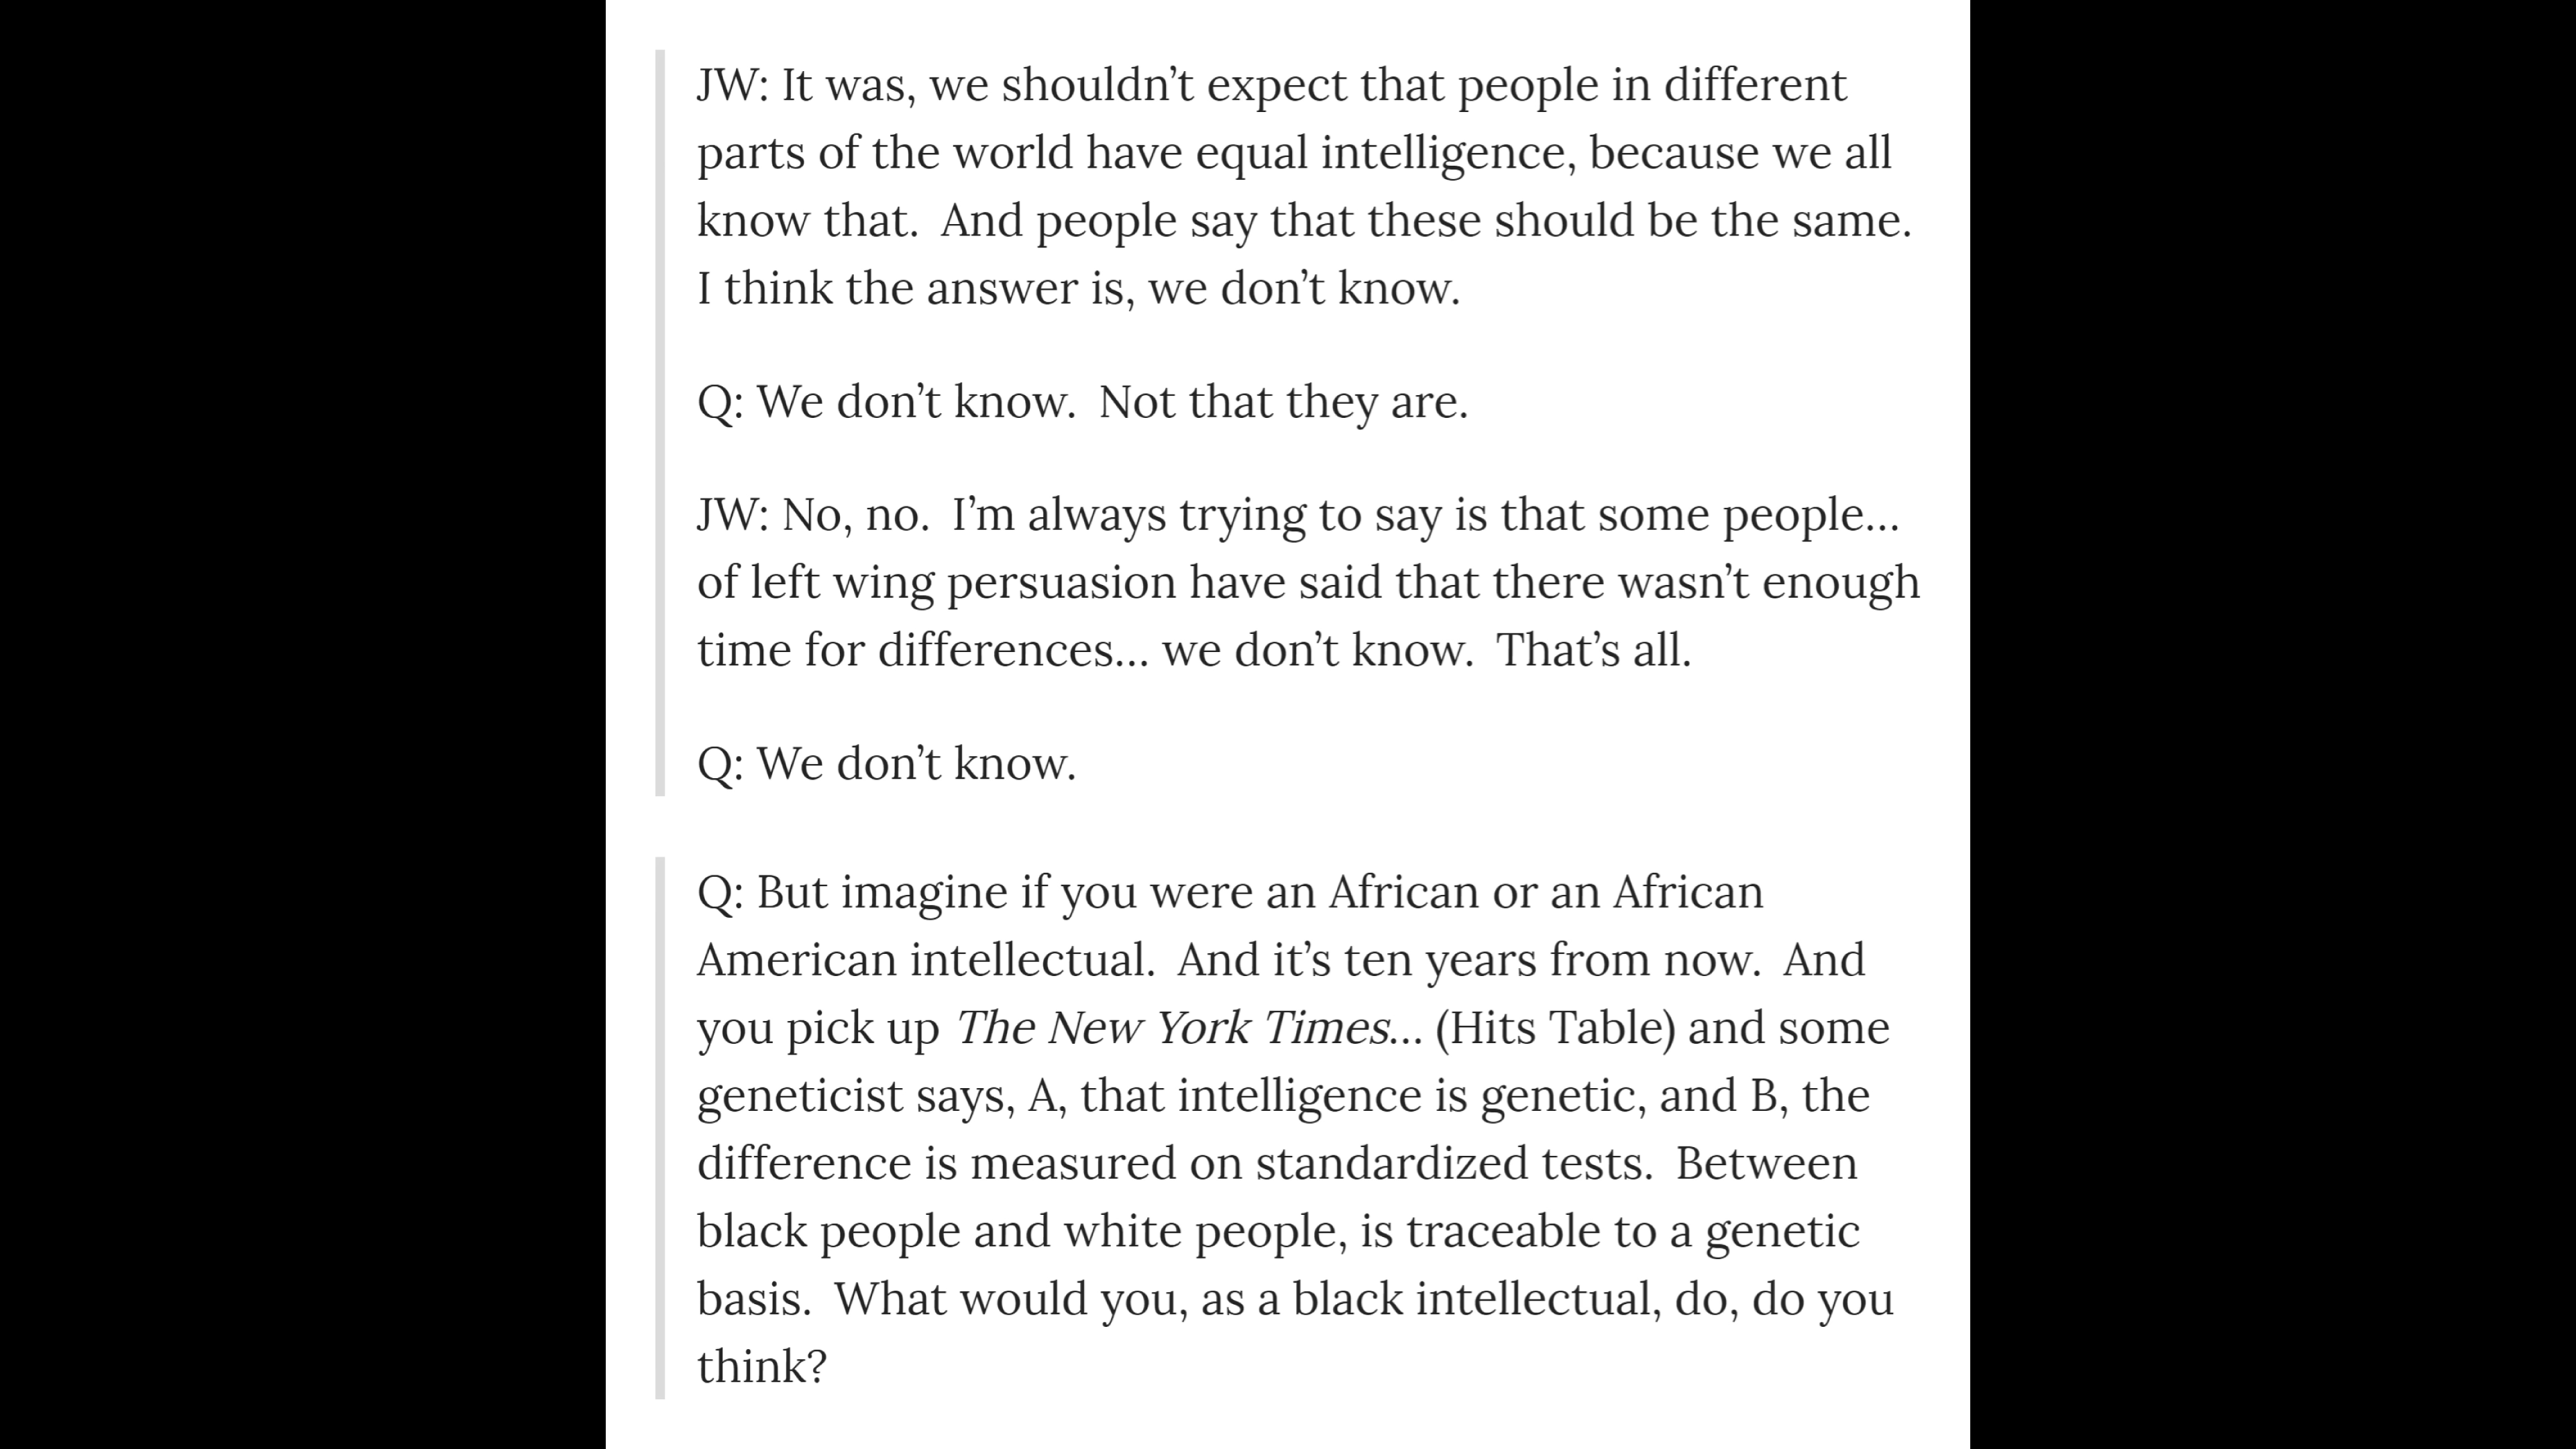 JW: It was, we shouldn’t expect that people in different
parts of the world have equal intelligence, because we all
know that.  And people say that these should be the same.
I think the answer is, we don’t know.
Q: We don’t know.  Not that they are.
JW: No, no.  I’m always trying to say is that some people…
of left wing persuasion have said that there wasn’t enough
time for differences… we don’t know.  That’s all.
Q: We don’t know.
Q: But imagine if you were an African or an African
American intellectual.  And it’s ten years from now.  And
you pick up The New York Times… (Hits Table) and some
geneticist says, A, that intelligence is genetic, and B, the
difference is measured on standardized tests.  Between
black people and white people, is traceable to a genetic
basis.  What would you, as a black intellectual, do, do you
think?